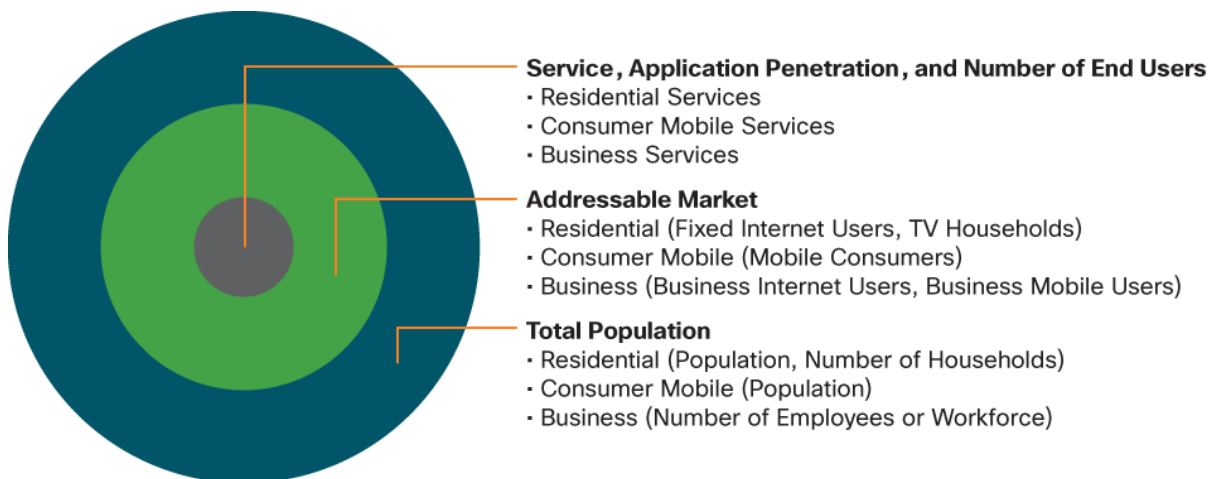 Service, Application Penetration, and Number of End Users
· Residential Services
· Consumer Mobile Services
· Business Services
Addressable Market
· Residential (Fixed Internet Users, TV Households)
· Consumer Mobile (Mobile Consumers)
· Business (Business Internet Users, Business Mobile Users)
Total Population
· Residential (Population, Number of Households)
· Consumer Mobile (Population)
· Business (Number of Employees or Workforce)